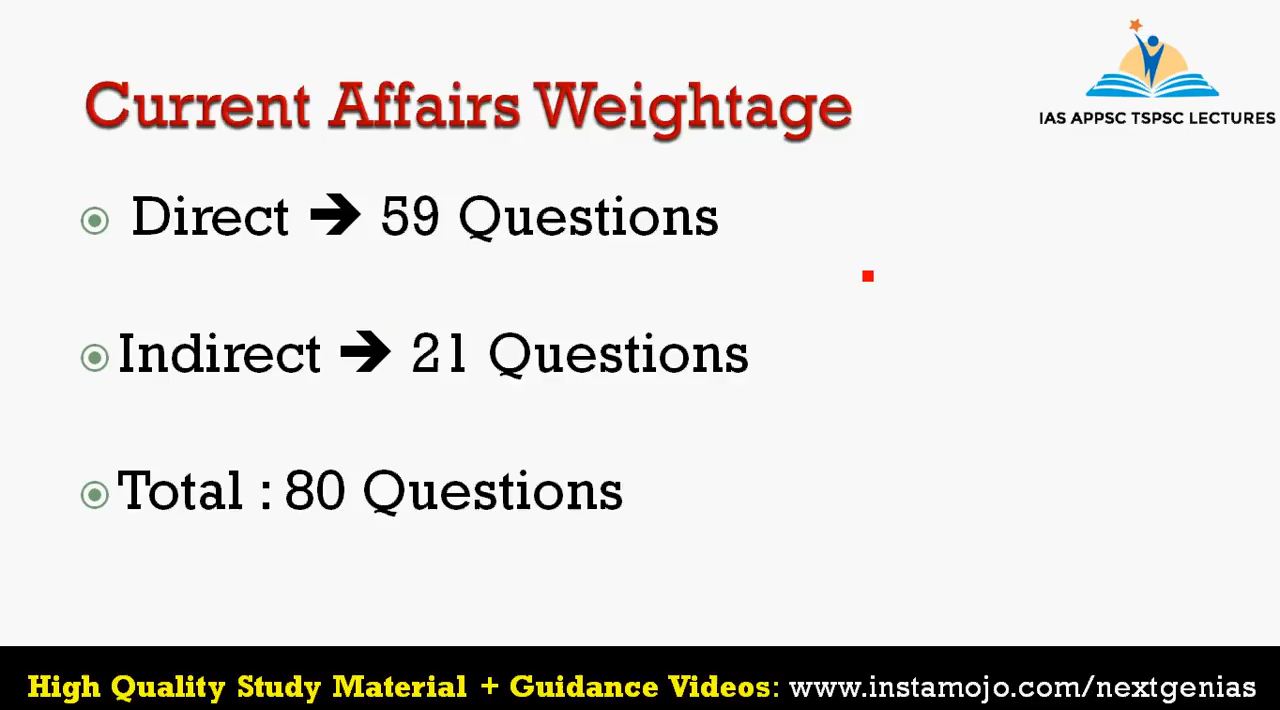 Current Affairs Weightage
IAS APPSC TSPSC LECTURES
Direct ➔ 59 Questions
Indirect ➔ 21 Questions
Total : 80 Questions
High Quality Study Material + Guidance Videos: www.instamojo.com/nextgenias